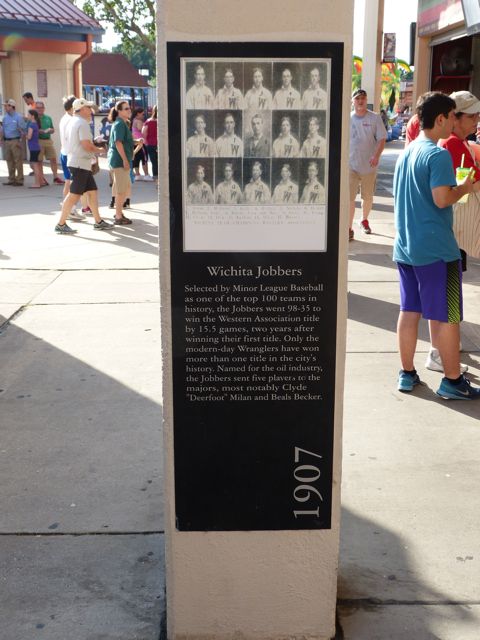 Wichita Jobbers
Selected by Minor League Baseball
as one of the top 100 teams in
history, the Jobbers went 98-35 to
win the Western Association title
by 15.5 games, two years after
winning their first title. Only the
modern-day Wranglers have won
more than one title in the city's
history. Named for the oil industry,
the Jobbers sent five players to the
majors, most notably Clyde
"Deerfoot" Milan and Beals Becker.
1907